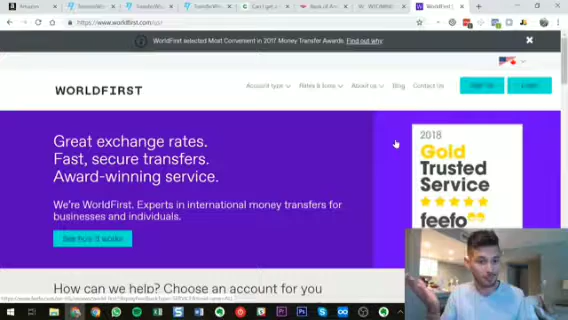 Amazon
https://www.worldfirst.com/us/
WorldFirst selected Most Convenient in 2017 Money Transfer Awards. Find out why
WORLDFIRST
Account type
Rates & tools
About us
Blog
Contact Us
Great exchange rates.
Fast, secure transfers.
Award-winning service.
We're WorldFirst. Experts in international money transfers for
businesses and individuals.
See how it works
2018
Gold
Trusted
Service
feefo
How can we help? Choose an account for you